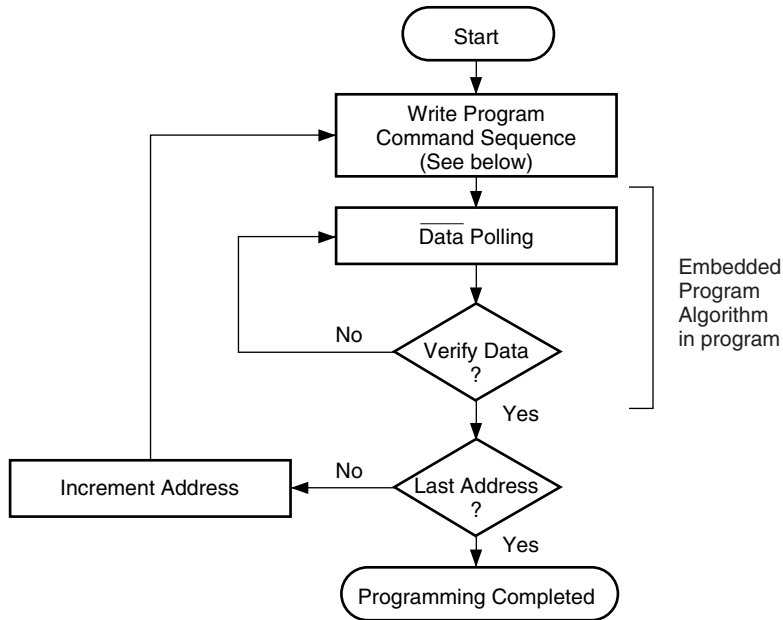 Start
Write Program
Command Sequence
(See below)
Data Polling
Embedded
Program
Algorithm
in program
No
Verify Data
?
Yes
Increment Address
No
Last Address
?
Yes
Programming Completed